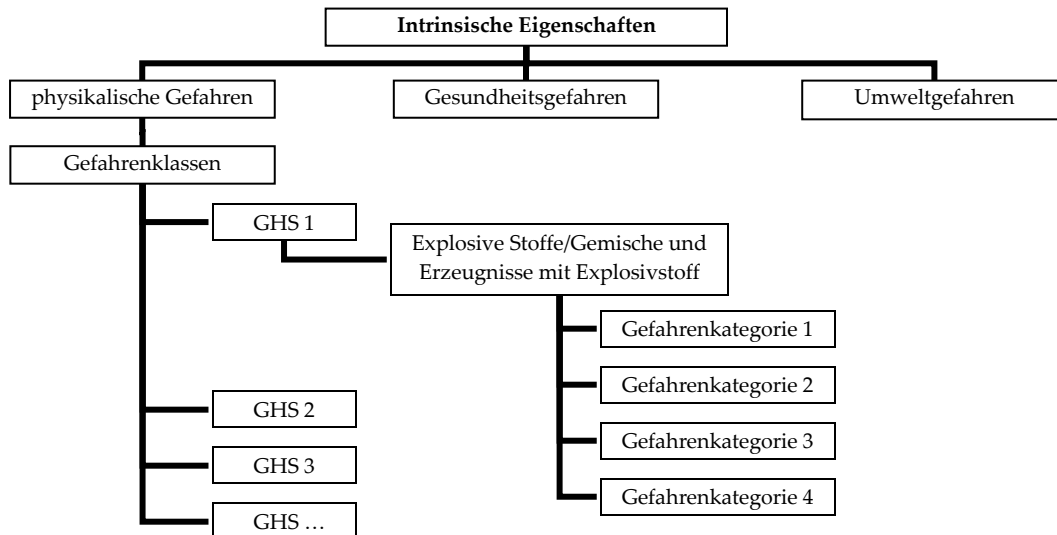 Intrinsische Eigenschaften
physikalische Gefahren
Gesundheitsgefahren
Umweltgefahren
Gefahrenklassen
GHS 1
Explosive Stoffe/Gemische und
Erzeugnisse mit Explosivstoff
Gefahrenkategorie 1
Gefahrenkategorie 2
Gefahrenkategorie 3
Gefahrenkategorie 4
GHS 2
GHS 3
GHS …